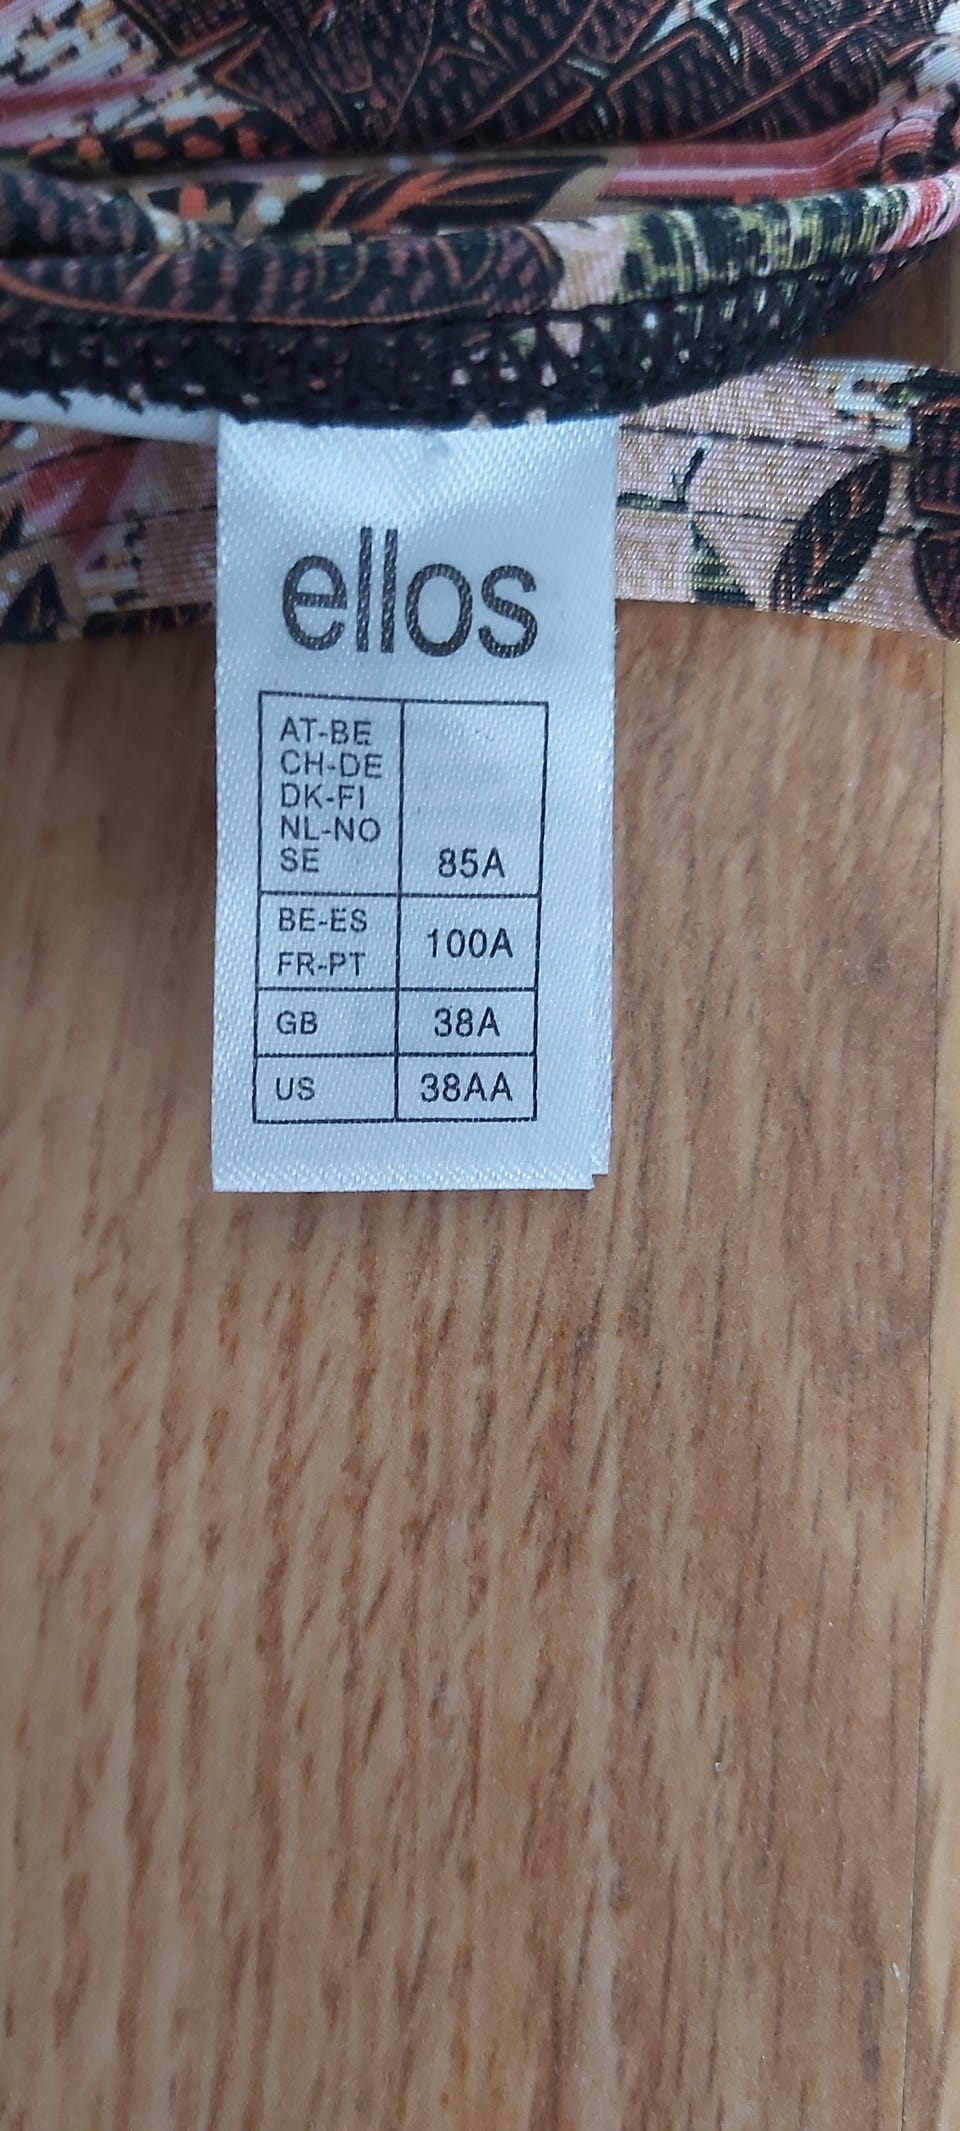 ellos
AT-BE
CH-DE
DK-FI
NL-NO
SE 85A
BE-ES
FR-PT 100A
GB 38A
US 38AA